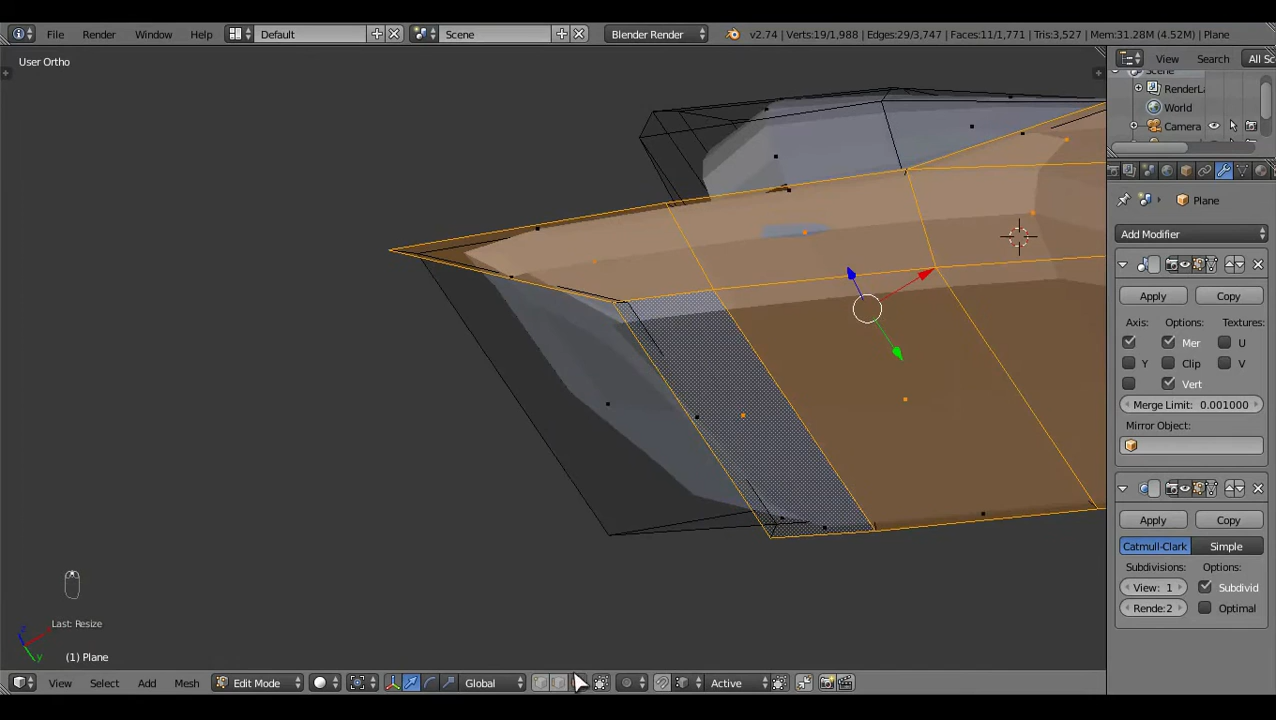 File Render Window Help Default Scene Blender Render v2.74 | Verts:19/1,988 | Edges:29/3,747 | Faces:11/1,771 | Tris:3,527 | Mem:31.28M (4.52M) | Plane
User Ortho
View Search All Sc
Scene
RenderLa
World
Camera
Plane
Add Modifier
Apply Copy
Axis: Options: Textures:
Mer U
Y Clip V
Vert
Merge Limit: 0.001000
Mirror Object:
Apply Copy
Catmull-Clark Simple
Subdivisions: Options:
View: 1 Subdivid
Rende:2 Optimal
Last: Resize
z
y
(1) Plane
View Select Add Mesh Edit Mode Global Active